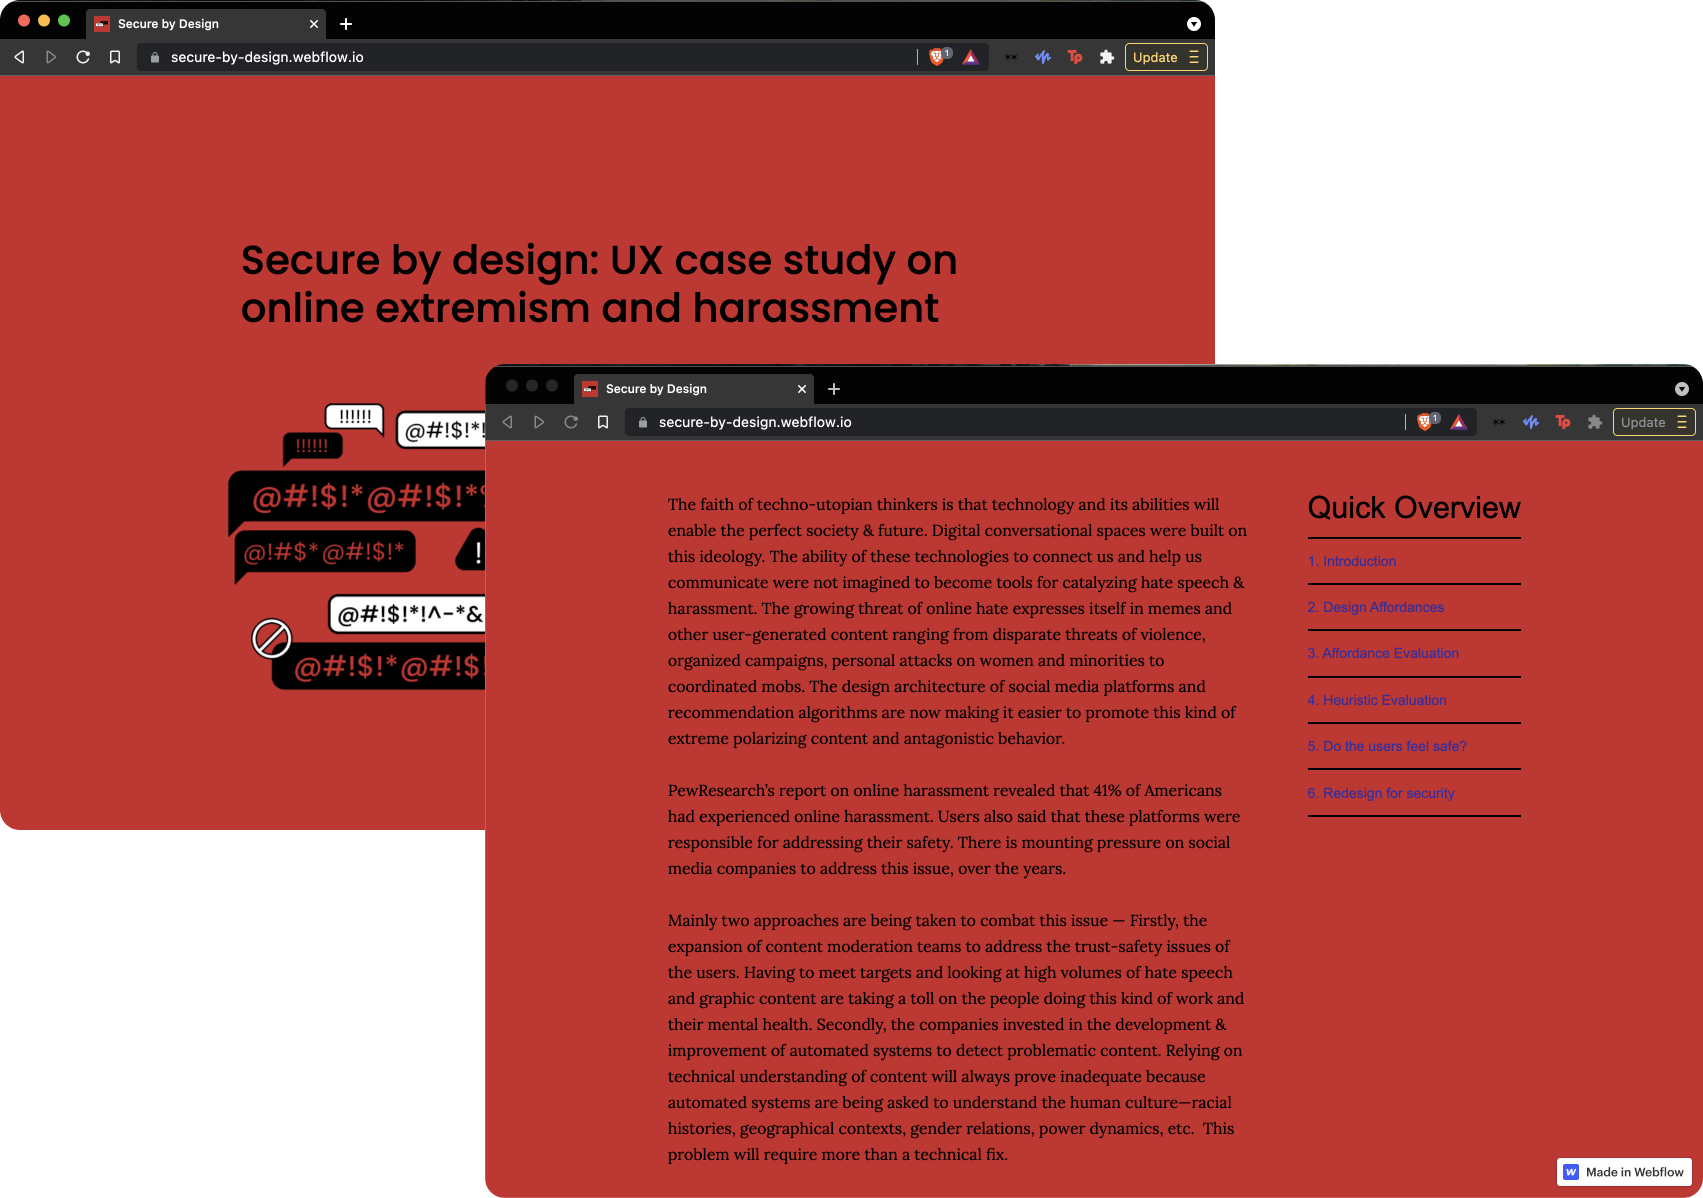 Secure by Design
secure-by-design.webflow.io
1
Tp
Update
Secure by design: UX case study on
online extremism and harassment
!!!!!!
@#!$!*!
!!!!!!
@#!$!*@#!$!*
@!#$*@#!$!*
!
@#!$!*!^-*&
@#!$!*@#!$!
Secure by Design
secure-by-design.webflow.io
1
Tp
Update
The faith of techno-utopian thinkers is that technology and its abilities will
enable the perfect society & future. Digital conversational spaces were built on
this ideology. The ability of these technologies to connect us and help us
communicate were not imagined to become tools for catalyzing hate speech &
harassment. The growing threat of online hate expresses itself in memes and
other user-generated content ranging from disparate threats of violence,
organized campaigns, personal attacks on women and minorities to
coordinated mobs. The design architecture of social media platforms and
recommendation algorithms are now making it easier to promote this kind of
extreme polarizing content and antagonistic behavior.
PewResearch's report on online harassment revealed that 41% of Americans
had experienced online harassment. Users also said that these platforms were
responsible for addressing their safety. There is mounting pressure on social
media companies to address this issue, over the years.
Mainly two approaches are being taken to combat this issue — Firstly, the
expansion of content moderation teams to address the trust-safety issues of
the users. Having to meet targets and looking at high volumes of hate speech
and graphic content are taking a toll on the people doing this kind of work and
their mental health. Secondly, the companies invested in the development &
improvement of automated systems to detect problematic content. Relying on
technical understanding of content will always prove inadequate because
automated systems are being asked to understand the human culture—racial
histories, geographical contexts, gender relations, power dynamics, etc.  This
problem will require more than a technical fix.
Quick Overview
1. Introduction
2. Design Affordances
3. Affordance Evaluation
4. Heuristic Evaluation
5. Do the users feel safe?
6. Redesign for security
Made in Webflow